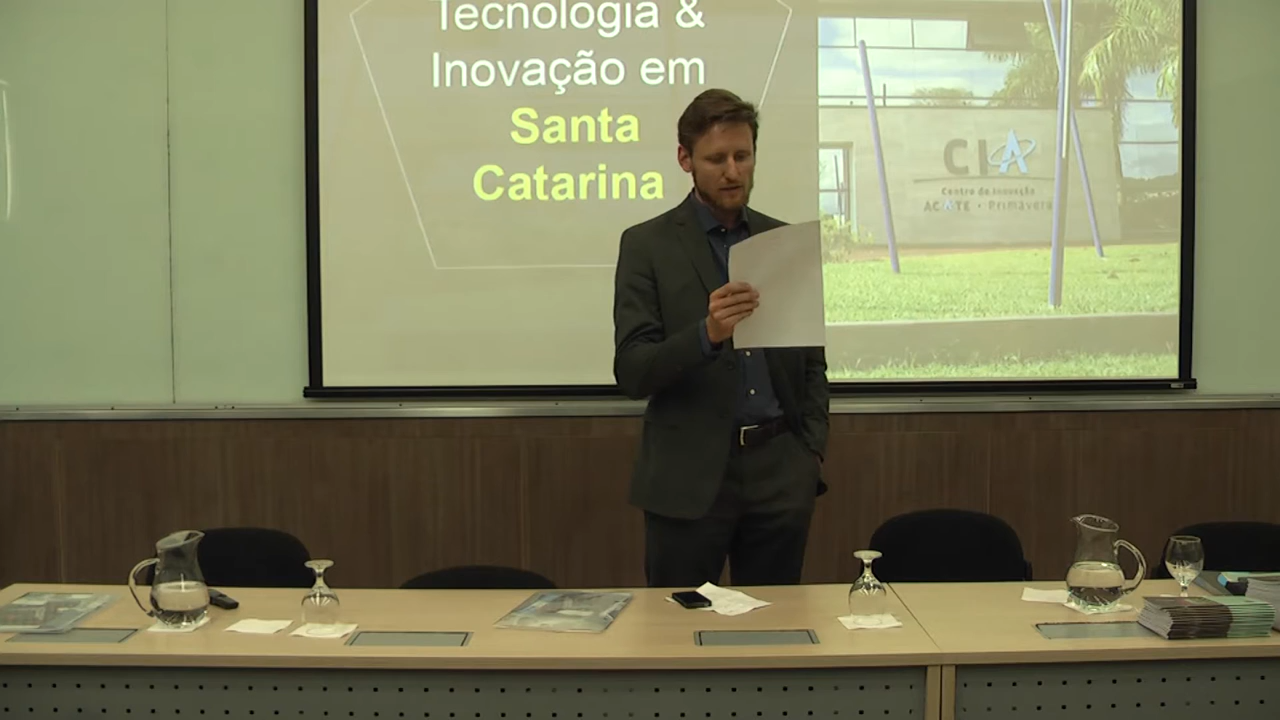 Tecnologia &
Inovação em
Santa
Catarina
CIA
Centro de Inovação
ACATE • Primavera